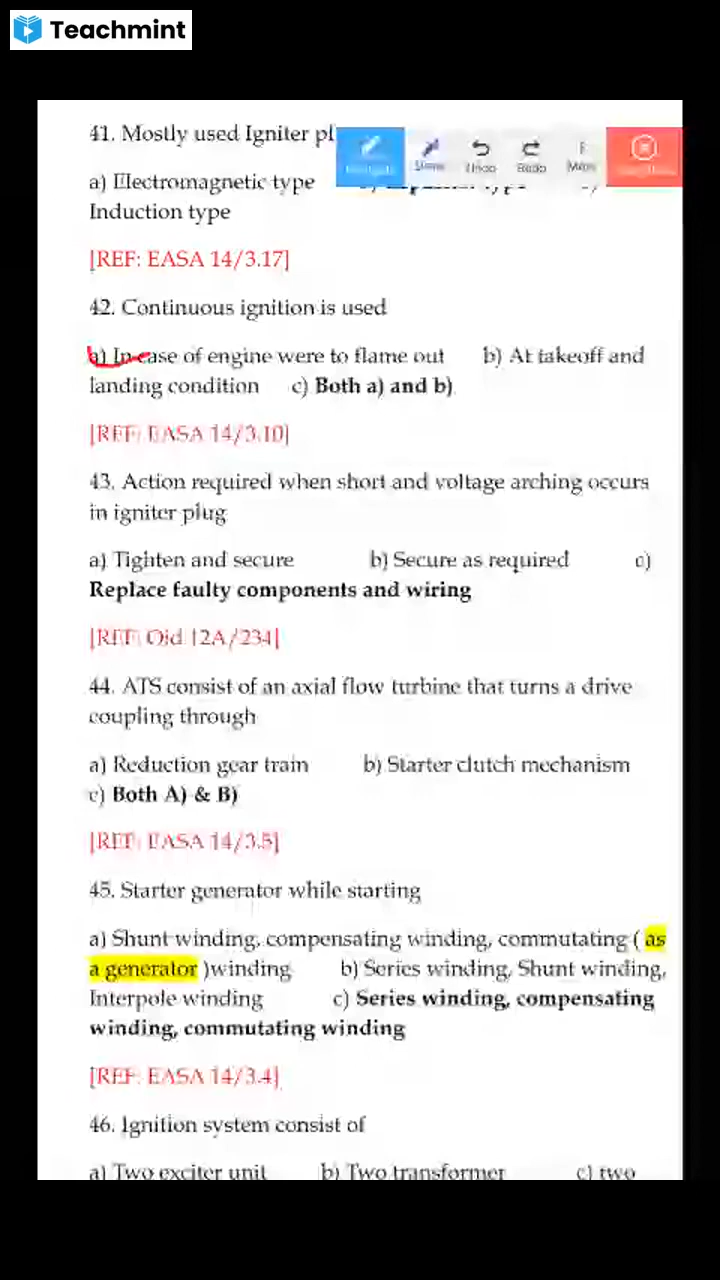 Teachmint
41. Mostly used Igniter pl
Undo Redo
a) Electromagnetic type
Induction type
[REF: EASA 14/3.17]
42. Continuous ignition is used
a) In case of engine were to flame out b) At takeoff and
landing condition c) Both a) and b)
[REF: EASA 14/3.10]
43. Action required when short and voltage arching occurs
in igniter plug
a) Tighten and secure b) Secure as required c)
Replace faulty components and wiring
[REF: Oid 12A/234]
44. ATS consist of an axial flow turbine that turns a drive
coupling through
a) Reduction gear train b) Starter clutch mechanism
c) Both A) & B)
[REF: EASA 14/3.5]
45. Starter generator while starting
a) Shunt winding, compensating winding, commutating ( as
a generator )winding b) Series winding, Shunt winding,
Interpole winding c) Series winding, compensating
winding, commutating winding
[REF: EASA 14/3.4]
46. Ignition system consist of
a) Two exciter unit b) Two transformer c) two